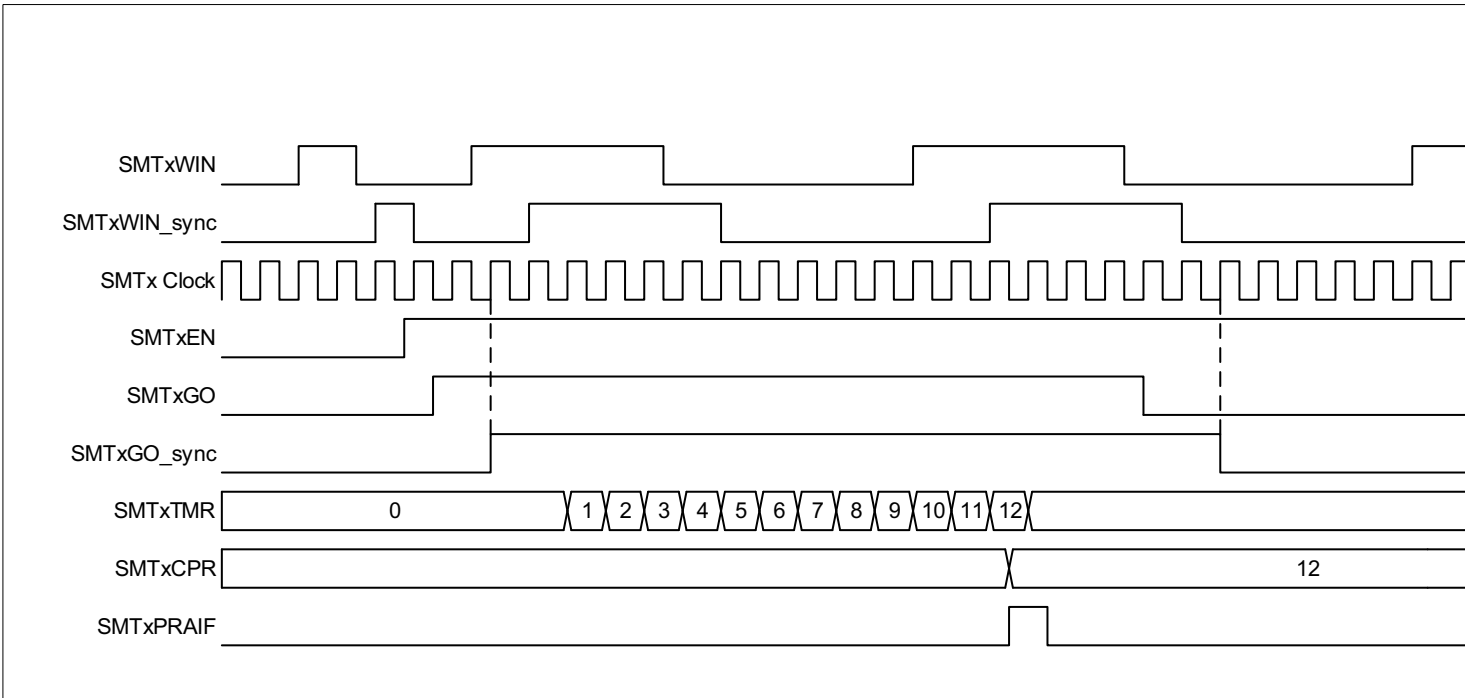 SMTxWIN
SMTxWIN_sync
SMTx Clock
SMTxEN
SMTxGO
SMTxGO_sync
SMTxTMR 0 1 2 3 4 5 6 7 8 9 10 11 12
SMTxCPR 12
SMTxPRAIF